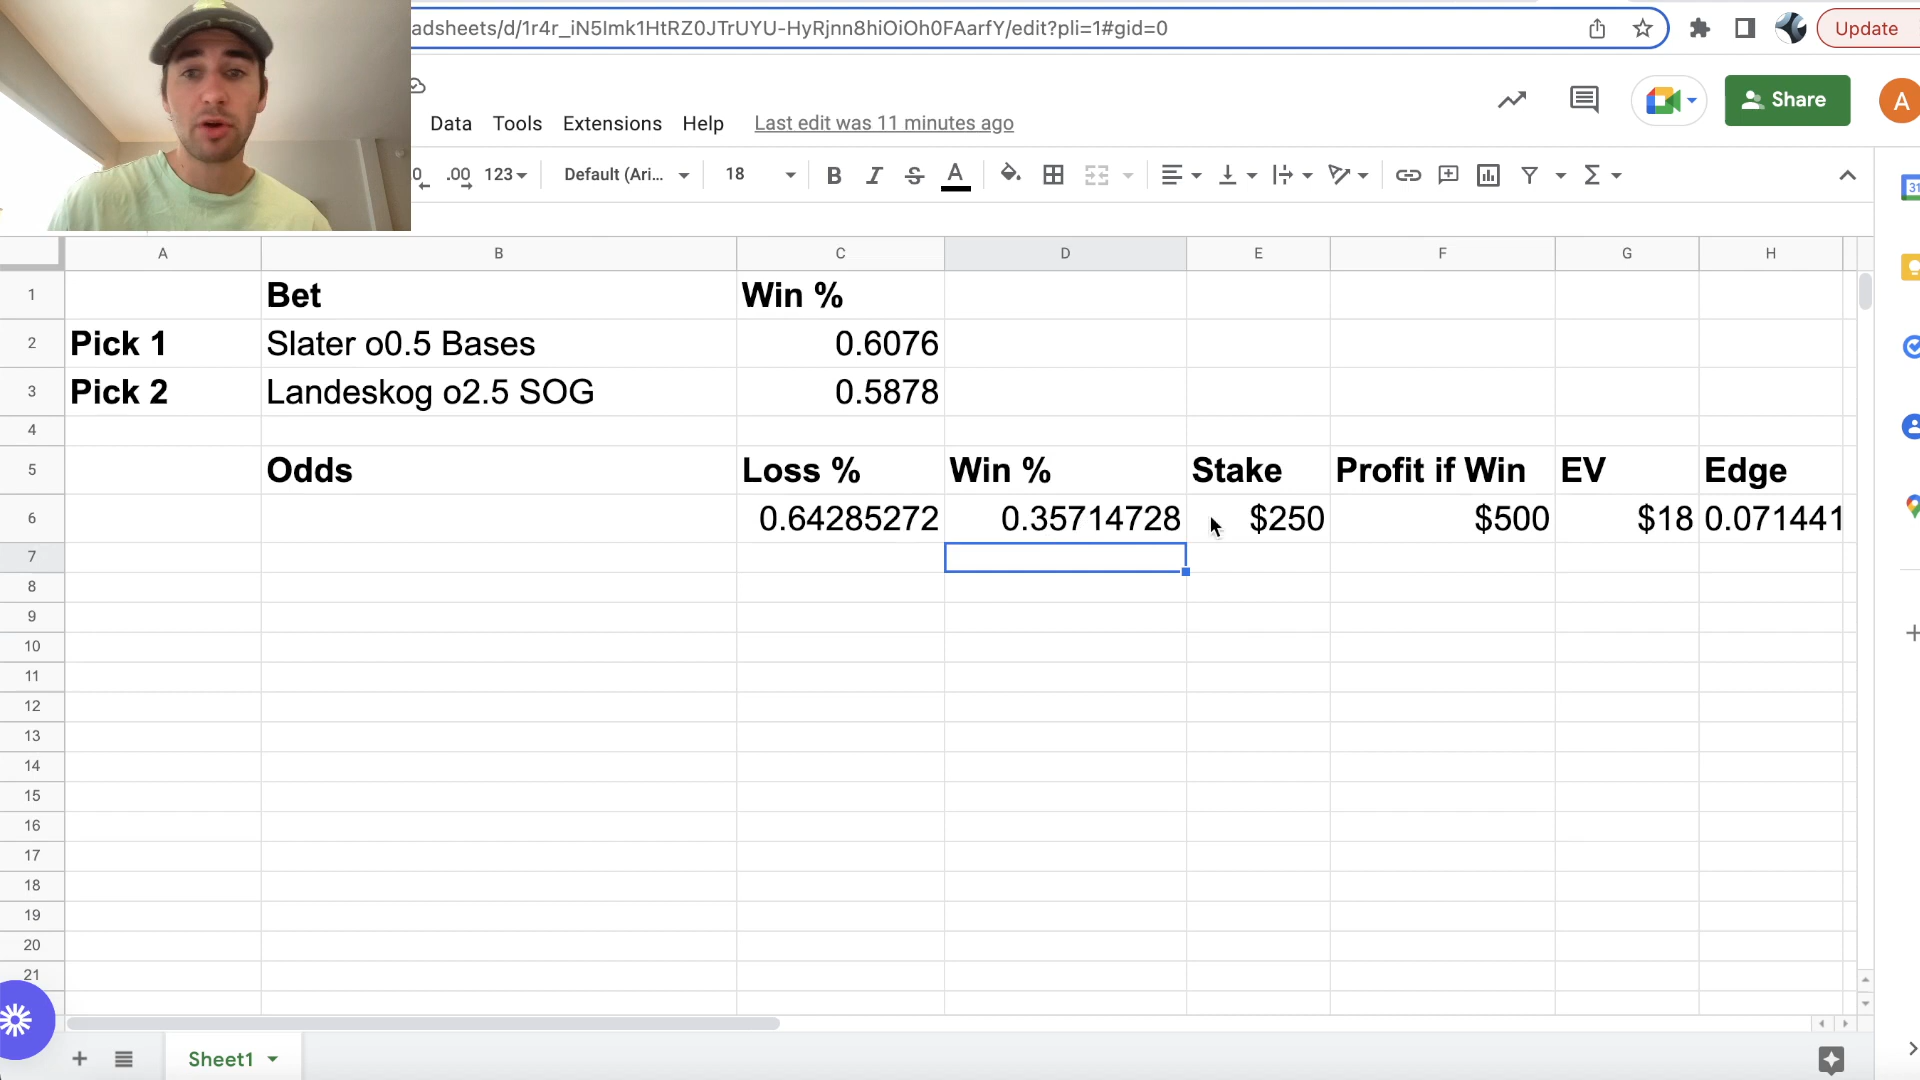 adsheets/d/1r4r_iN5Imk1HtRZ0JTrUYU-HyRjnn8hiOiOh0FAarfY/edit?pli=1#gid=0
Update
Data Tools Extensions Help Last edit was 11 minutes ago
Share
A
0 .00 123 Default (Ari... 18 B I S A
31
A B C D E F G H
1 Bet Win %
2 Pick 1 Slater o0.5 Bases 0.6076
3 Pick 2 Landeskog o2.5 SOG 0.5878
4
5 Odds Loss % Win % Stake Profit if Win EV Edge
6 0.64285272 0.35714728 $250 $500 $18 0.071441
7
8
9
10
11
12
13
14
15
16
17
18
19
20
21
Sheet1